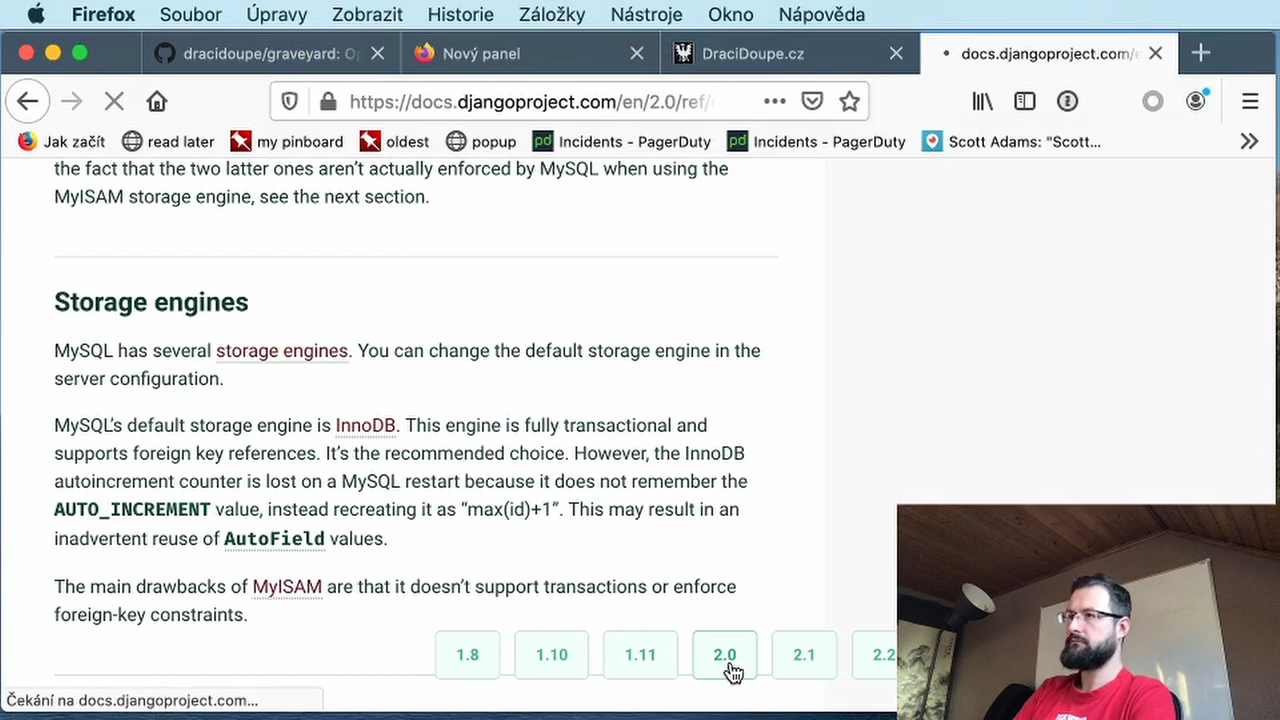 Firefox Soubor Úpravy Zobrazit Historie Záložky Nástroje Okno Nápověda
dracidoupe/graveyard: Op Nový panel DraciDoupe.cz docs.djangoproject.com/e
https://docs.djangoproject.com/en/2.0/ref/
Jak začít read later my pinboard oldest popup pd Incidents – PagerDuty pd Incidents – PagerDuty Scott Adams: "Scott...
the fact that the two latter ones aren’t actually enforced by MySQL when using the
MyISAM storage engine, see the next section.
Storage engines
MySQL has several storage engines. You can change the default storage engine in the
server configuration.
MySQL’s default storage engine is InnoDB. This engine is fully transactional and
supports foreign key references. It’s the recommended choice. However, the InnoDB
autoincrement counter is lost on a MySQL restart because it does not remember the
AUTO_INCREMENT value, instead recreating it as “max(id)+1”. This may result in an
inadvertent reuse of AutoField values.
The main drawbacks of MyISAM are that it doesn’t support transactions or enforce
foreign-key constraints.
1.8 1.10 1.11 2.0 2.1 2.2
Čekání na docs.djangoproject.com...